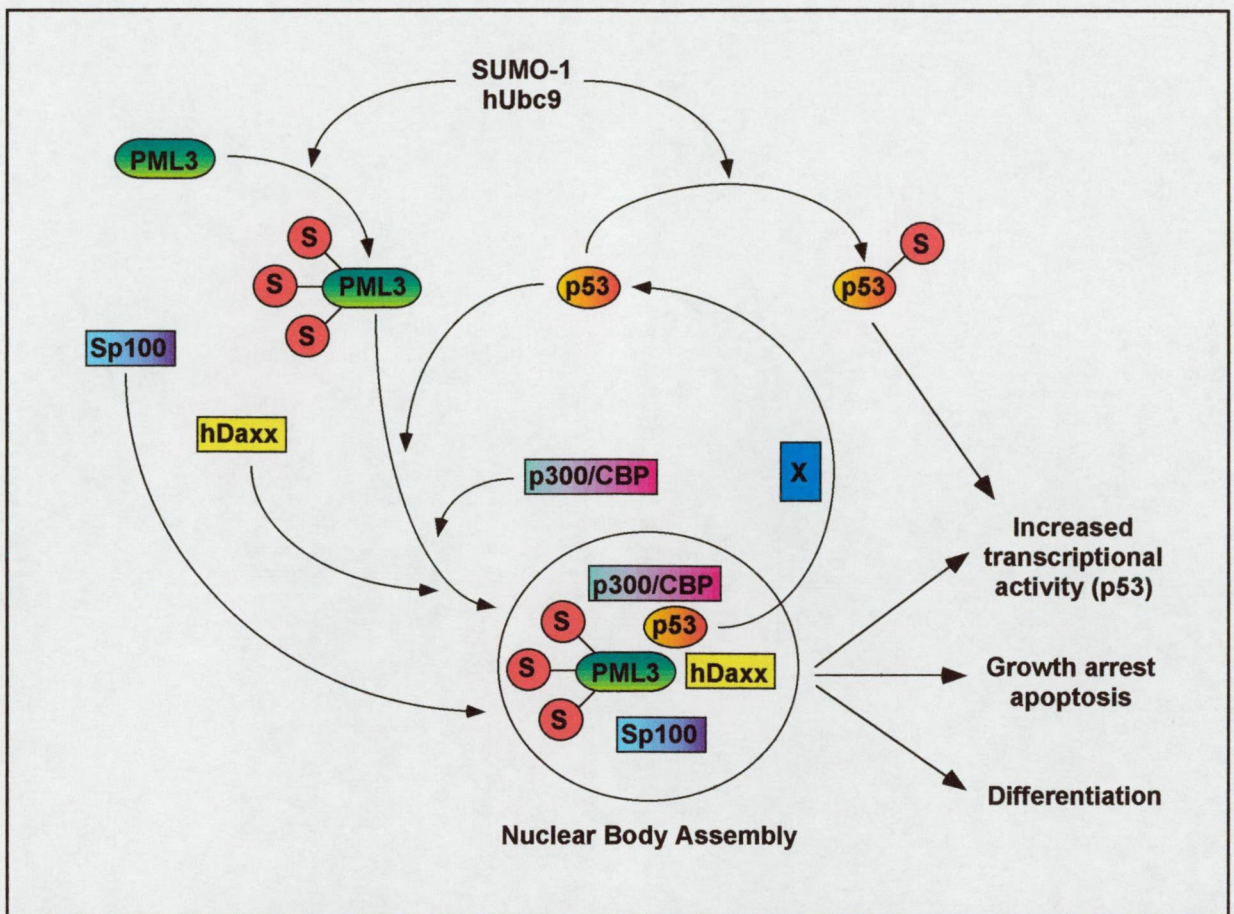 SUMO-1
hUbc9
PML3
S
S
PML3
S
p53
S
p53
Sp100
hDaxx
p300/CBP
X
Increased
transcriptional
activity (p53)
p300/CBP
S
p53
S
PML3
hDaxx
S
Sp100
Growth arrest
apoptosis
Differentiation
Nuclear Body Assembly